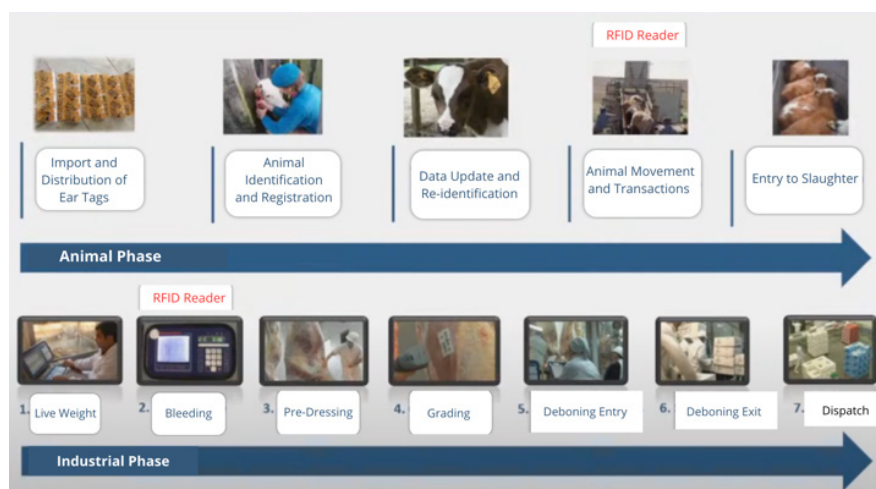 RFID Reader
Import and
Distribution of
Ear Tags
Animal
Identification
and Registration
Data Update and
Re-identification
Animal Movement
and Transactions
Entry to Slaughter
Animal Phase
RFID Reader
1. Live Weight
2. Bleeding
3. Pre-Dressing
4. Grading
5. Deboning Entry
6. Deboning Exit
7. Dispatch
Industrial Phase